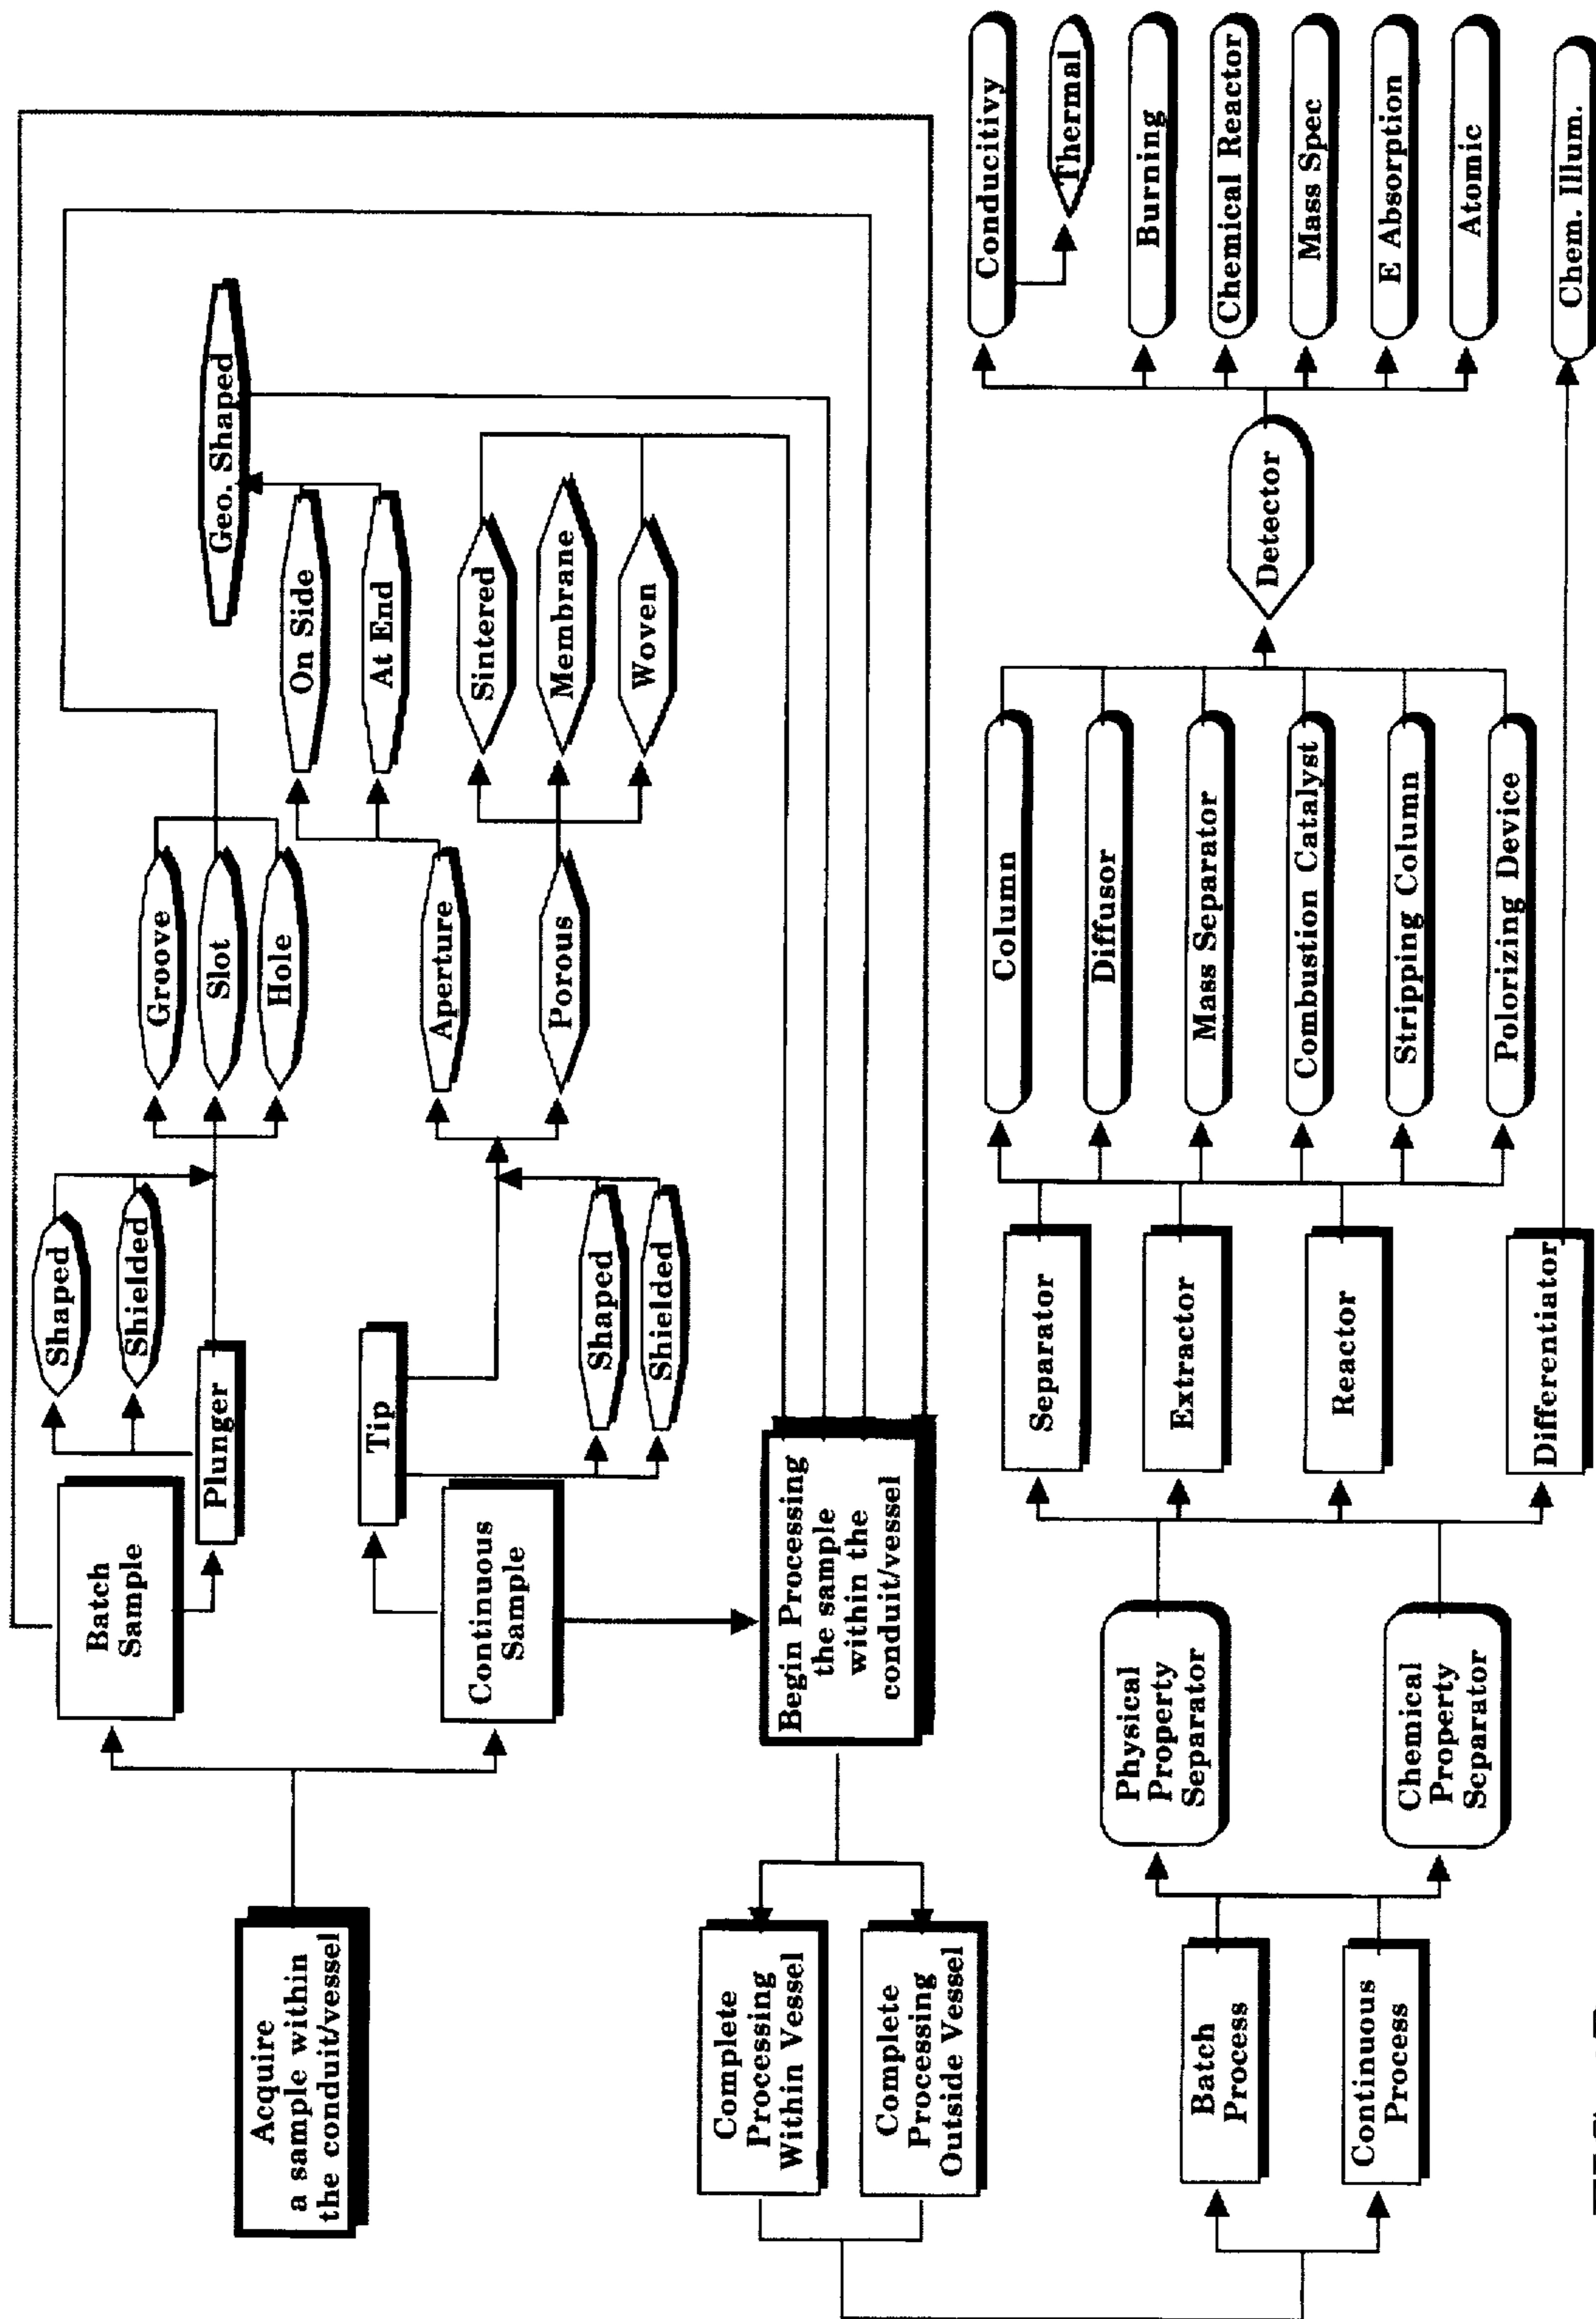 Acquire
a sample within
the conduit/vessel
Batch
Sample
Plunger
Shaped
Shielded
Groove
Slot
Hole
Continuous
Sample
Tip
Shaped
Shielded
Aperture
Porous
On Side
At End
Geo. Shaped
Sintered
Membrane
Woven
Begin Processing
the sample
within the
conduit/vessel
Complete
Processing
Within Vessel
Complete
Processing
Outside Vessel
Batch
Process
Continuous
Process
Physical
Property
Separator
Chemical
Property
Separator
Separator
Extractor
Reactor
Differentiator
Column
Diffusor
Mass Separator
Combustion Catalyst
Stripping Column
Polorizing Device
Detector
Conducitivy
Thermal
Burning
Chemical Reactor
Mass Spec
E Absorption
Atomic
Chem. Illum.